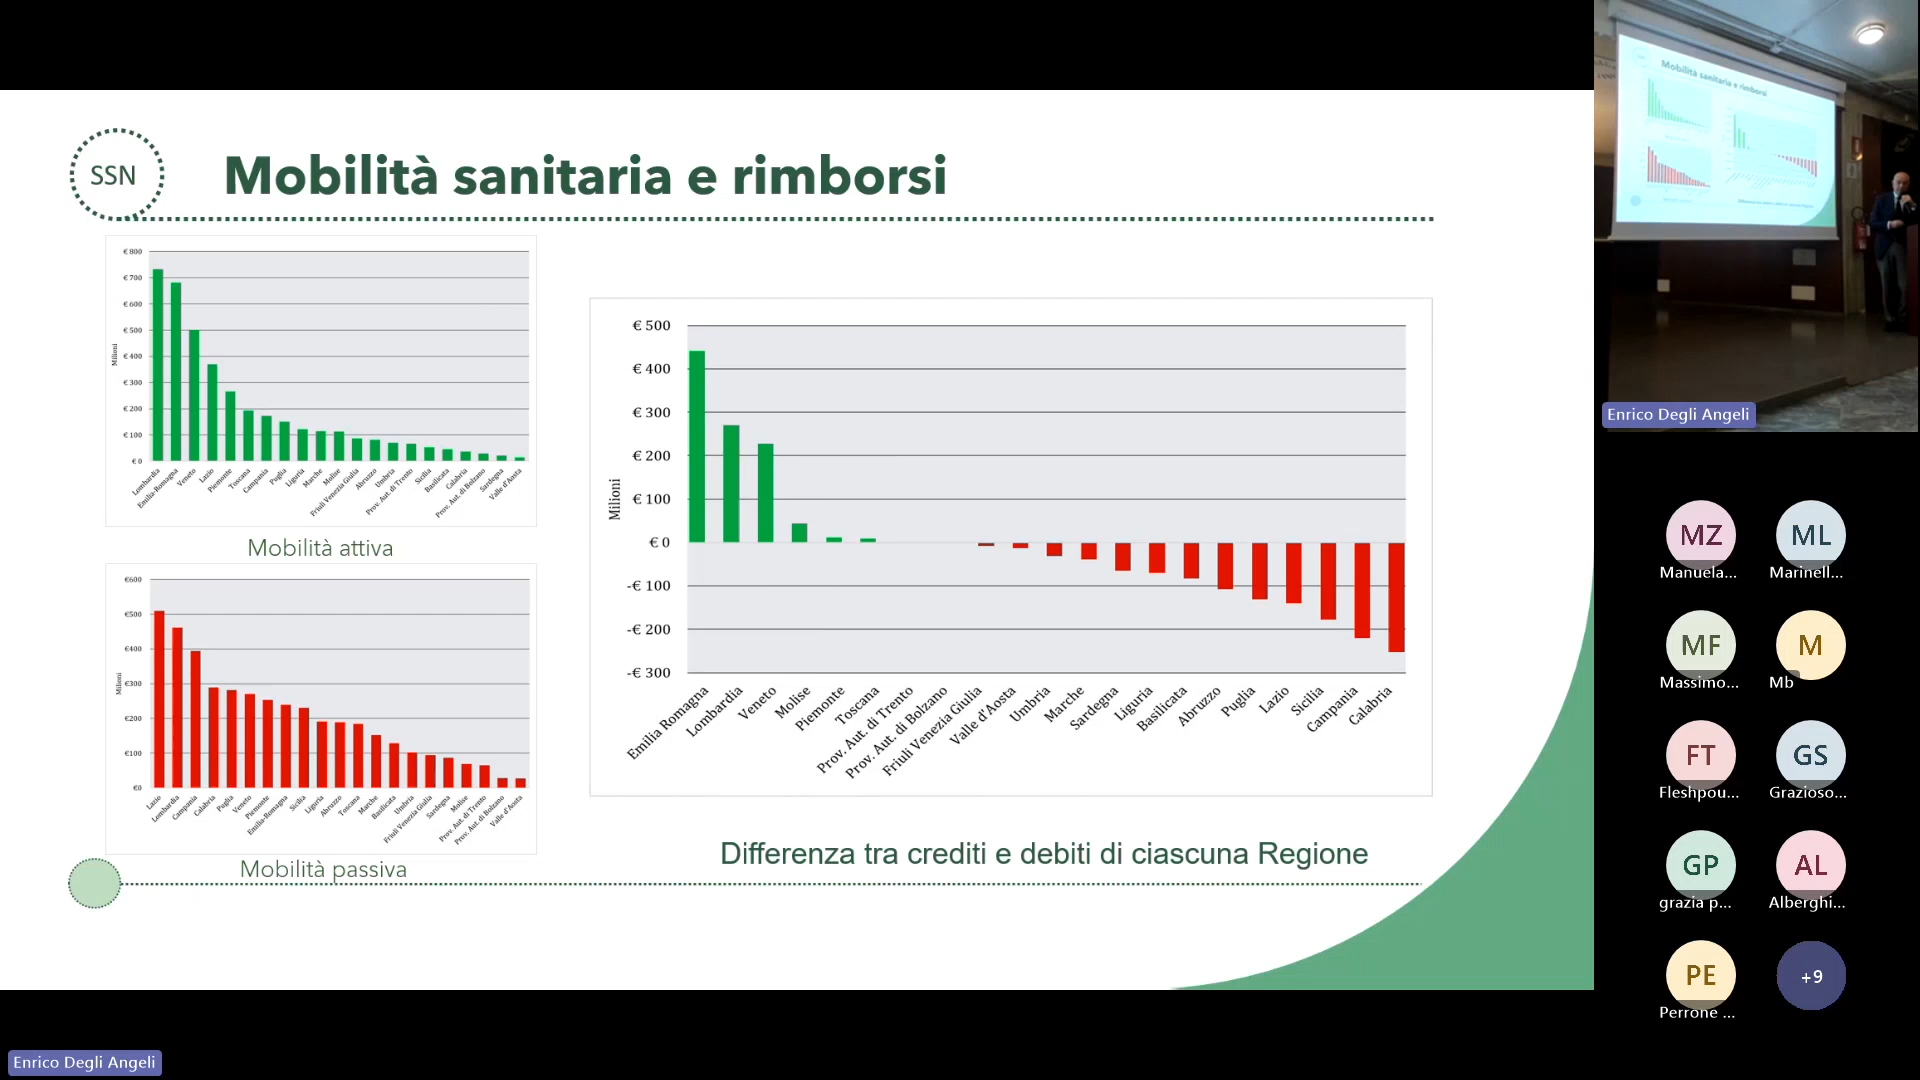 SSN
Mobilità sanitaria e rimborsi
€ 800
€ 700
€ 600
€ 500
€ 400
€ 300
€ 200
€ 100
€ 0
Milioni
Lombardia
Emilia-Romagna
Veneto
Lazio
Piemonte
Toscana
Campania
Puglia
Liguria
Marche
Molise
Friuli Venezia Giulia
Abruzzo
Umbria
Prov. Aut. di Trento
Sicilia
Basilicata
Calabria
Prov. Aut. di Bolzano
Sardegna
Valle d'Aosta
Mobilità attiva
€600
€500
€400
€300
€200
€100
€0
Milioni
Lazio
Lombardia
Campania
Calabria
Puglia
Veneto
Piemonte
Emilia-Romagna
Sicilia
Liguria
Abruzzo
Toscana
Marche
Basilicata
Umbria
Friuli Venezia Giulia
Sardegna
Molise
Prov. Aut. di Trento
Prov. Aut. di Bolzano
Valle d'Aosta
Mobilità passiva
€ 500
€ 400
€ 300
€ 200
€ 100
€ 0
-€ 100
-€ 200
-€ 300
Milioni
Emilia Romagna
Lombardia
Veneto
Molise
Piemonte
Toscana
Prov. Aut. di Trento
Prov. Aut. di Bolzano
Friuli Venezia Giulia
Valle d'Aosta
Umbria
Marche
Sardegna
Liguria
Basilicata
Abruzzo
Puglia
Lazio
Sicilia
Campania
Calabria
Differenza tra crediti e debiti di ciascuna Regione
Mobilità sanitaria e rimborsi
Enrico Degli Angeli
MZ
Manuela...
ML
Marinell...
MF
Massimo...
M
Mb
FT
Fleshpou...
GS
Grazioso...
GP
grazia p...
AL
Alberghi...
PE
Perrone ...
+9
Enrico Degli Angeli